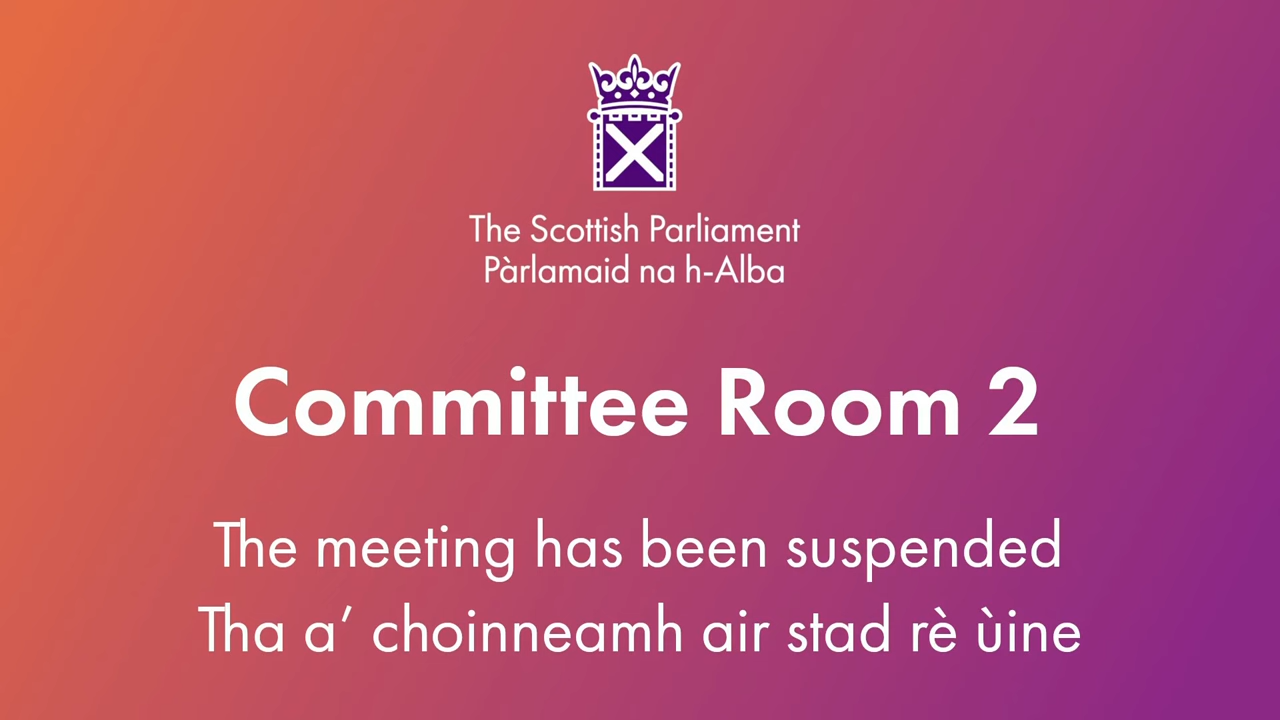 The Scottish Parliament
Pàrlamaid na h-Alba
Committee Room 2
The meeting has been suspended
Tha a’ choinneamh air stad rè ùine